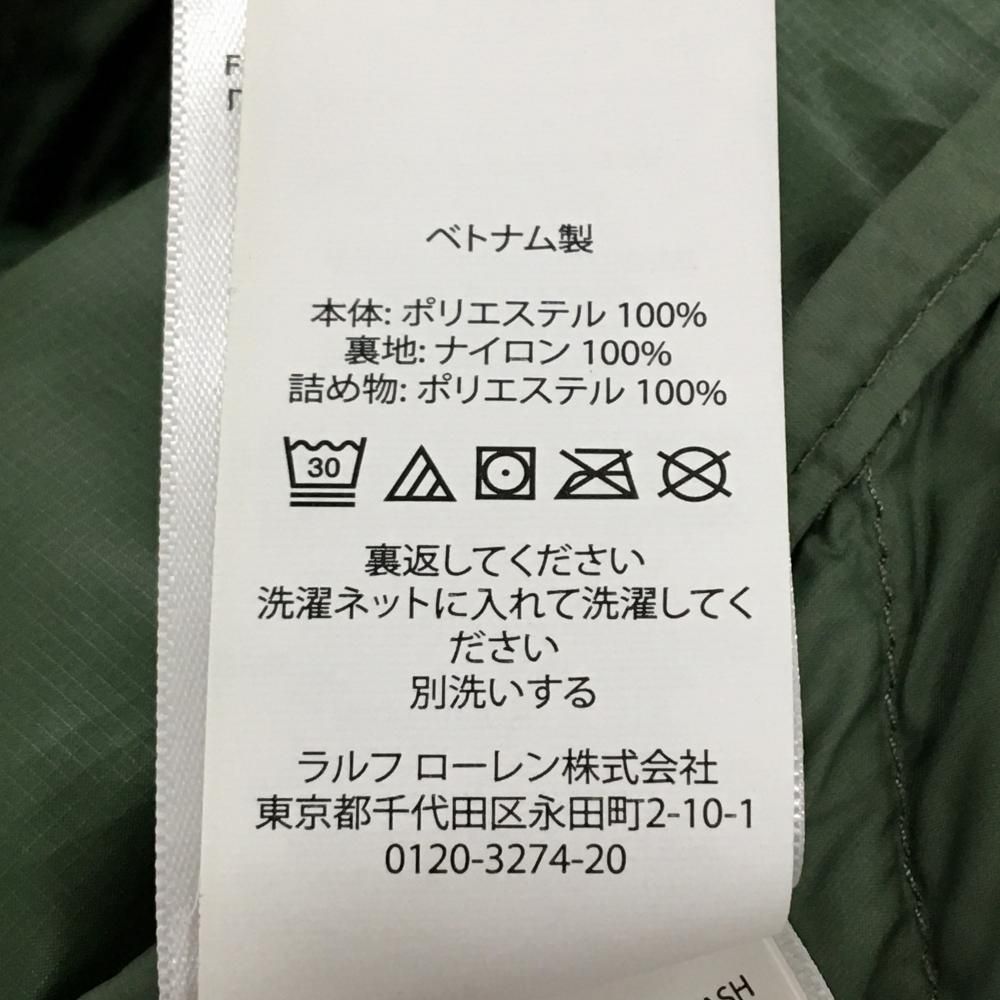 ベトナム製
本体: ポリエステル 100%
裏地: ナイロン 100%
詰め物: ポリエステル 100%
30
裏返してください
洗濯ネットに入れて洗濯してく
ださい
別洗いする
ラルフ ローレン株式会社
東京都千代田区永田町2-10-1
0120-3274-20